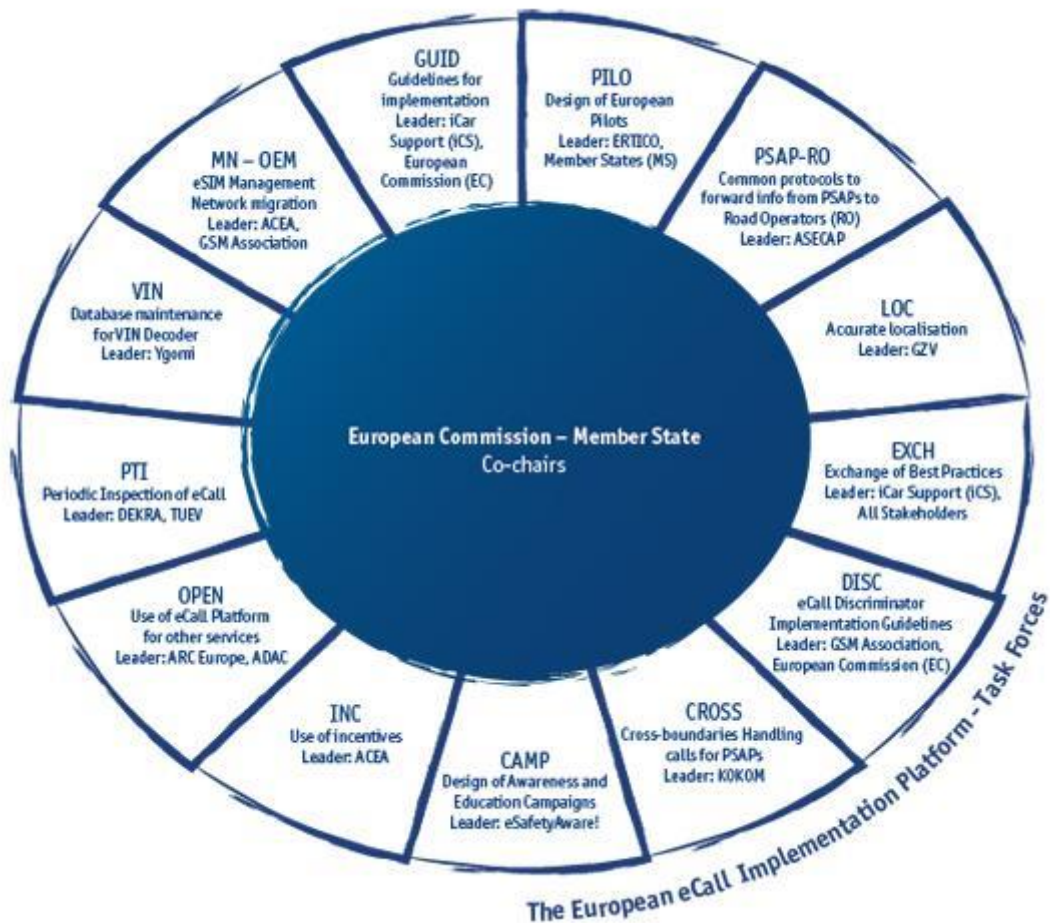 GUID
Guidelines for
implementation
Leader: iCar
Support (iCS),
European
Commission (EC)
PILO
Design of European
Pilots
Leader: ERTICO,
Member States (MS)
PSAP-RO
Common protocols to
forward info from PSAPs to
Road Operators (RO)
Leader: ASECAP
LOC
Accurate localisation
Leader: GZV
EXCH
Exchange of Best Practices
Leader: iCar Support (iCS),
All Stakeholders
DISC
eCall Discriminator
Implementation Guidelines
Leader: GSM Association,
European Commission (EC)
CROSS
Cross-boundaries Handling
calls for PSAPs
Leader: KOKOM
CAMP
Design of Awareness and
Education Campaigns
Leader: eSafetyAware!
INC
Use of incentives
Leader: ACEA
OPEN
Use of eCall Platform
for other services
Leader: ARC Europe, ADAC
PTI
Periodic Inspection of eCall
Leader: DEKRA, TUEV
VIN
Database maintenance
for VIN Decoder
Leader: Ygomi
MN – OEM
eSIM Management
Network migration
Leader: ACEA,
GSM Association
European Commission – Member State
Co-chairs
The European eCall Implementation Platform - Task Forces